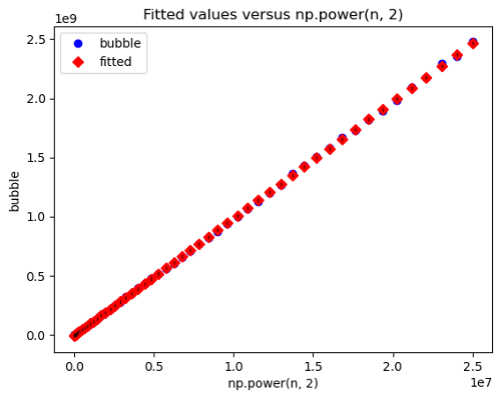 Fitted values versus np.power(n, 2)
1e9
bubble
fitted
2.5
2.0
1.5
1.0
0.5
0.0
bubble
0.0
0.5
1.0
1.5
2.0
2.5
1e7
np.power(n, 2)